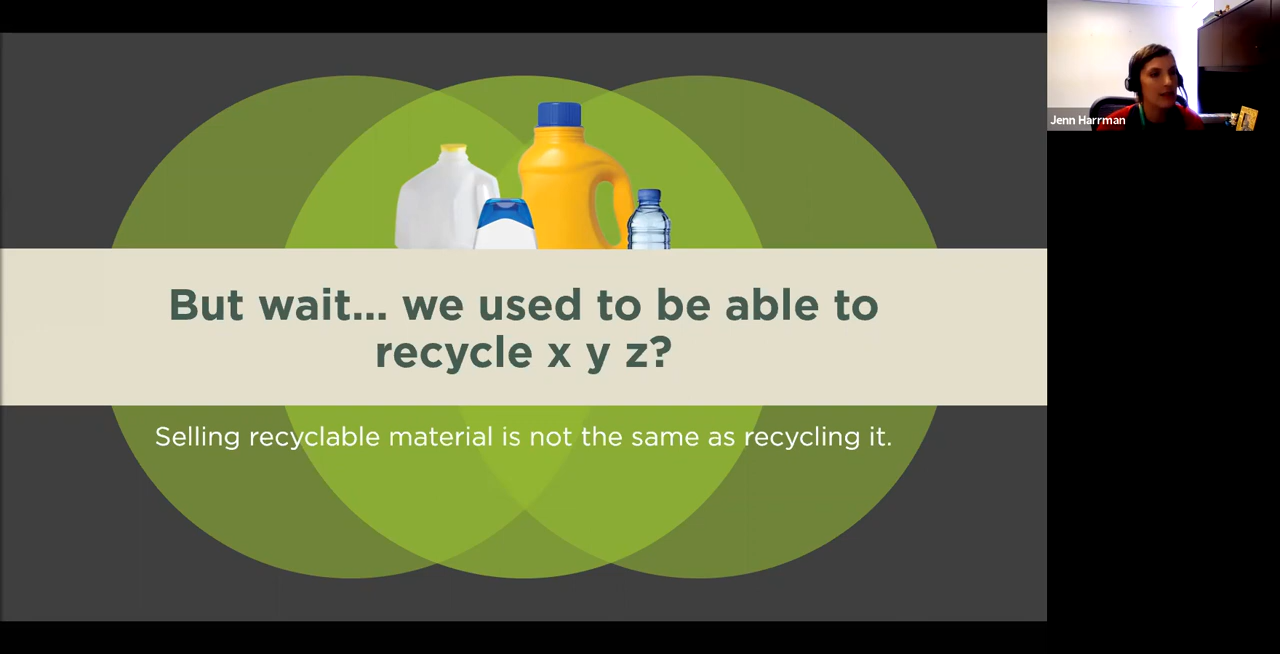 But wait... we used to be able to
recycle x y z?
Selling recyclable material is not the same as recycling it.
Jenn Harrman